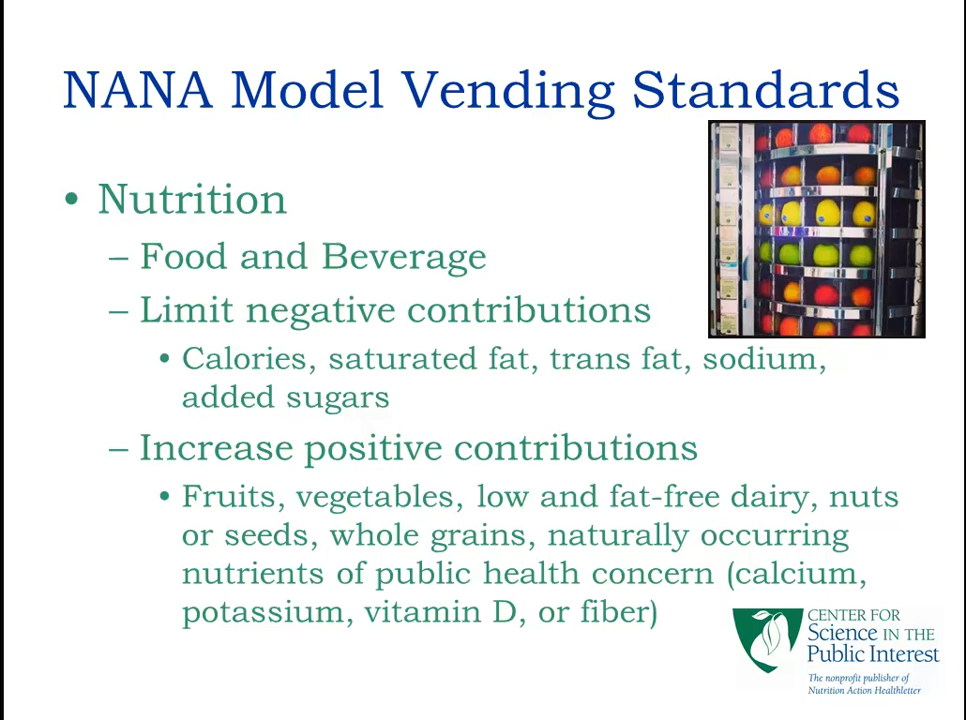 NANA Model Vending Standards
• Nutrition
– Food and Beverage
– Limit negative contributions
• Calories, saturated fat, trans fat, sodium,
added sugars
– Increase positive contributions
• Fruits, vegetables, low and fat-free dairy, nuts
or seeds, whole grains, naturally occurring
nutrients of public health concern (calcium,
potassium, vitamin D, or fiber)
CENTER FOR
Science IN THE
Public Interest
The nonprofit publisher of
Nutrition Action Healthletter